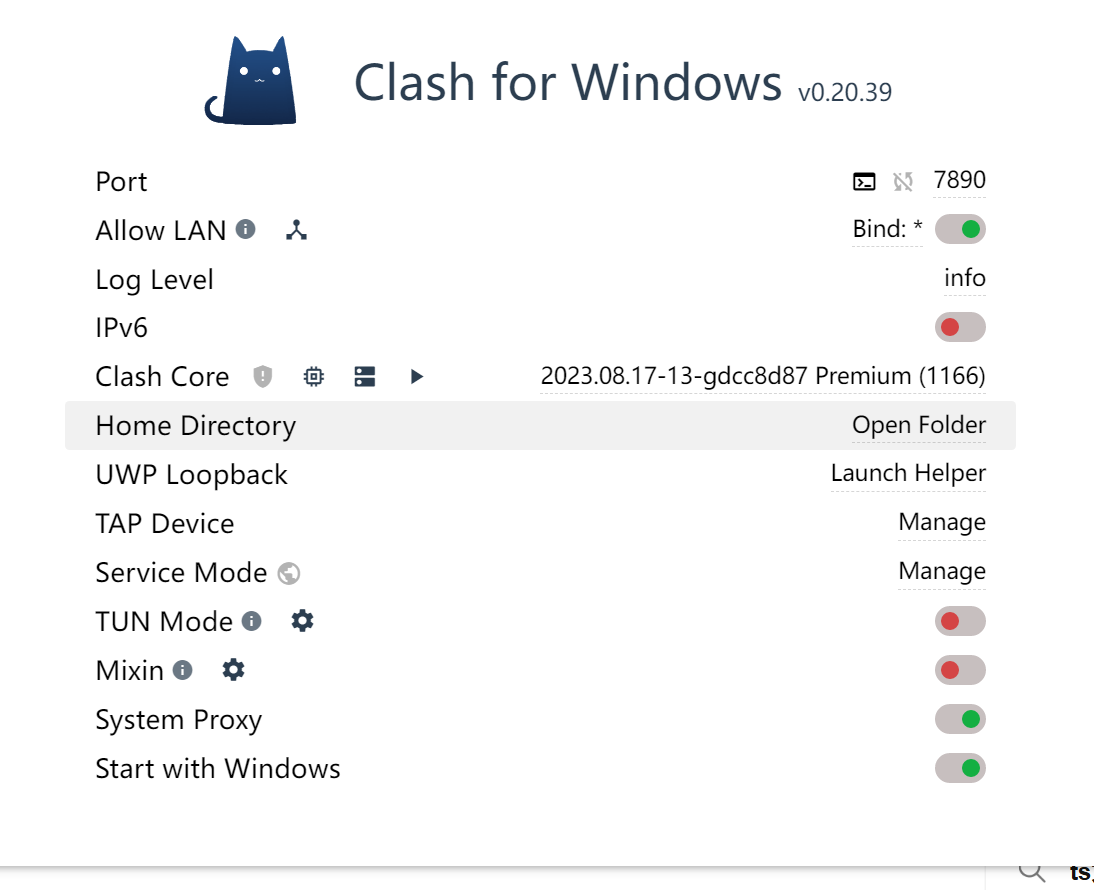 Clash for Windows v0.20.39
Port 7890
Allow LAN Bind: *
Log Level info
IPv6
Clash Core 2023.08.17-13-gdcc8d87 Premium (1166)
Home Directory Open Folder
UWP Loopback Launch Helper
TAP Device Manage
Service Mode Manage
TUN Mode
Mixin
System Proxy
Start with Windows